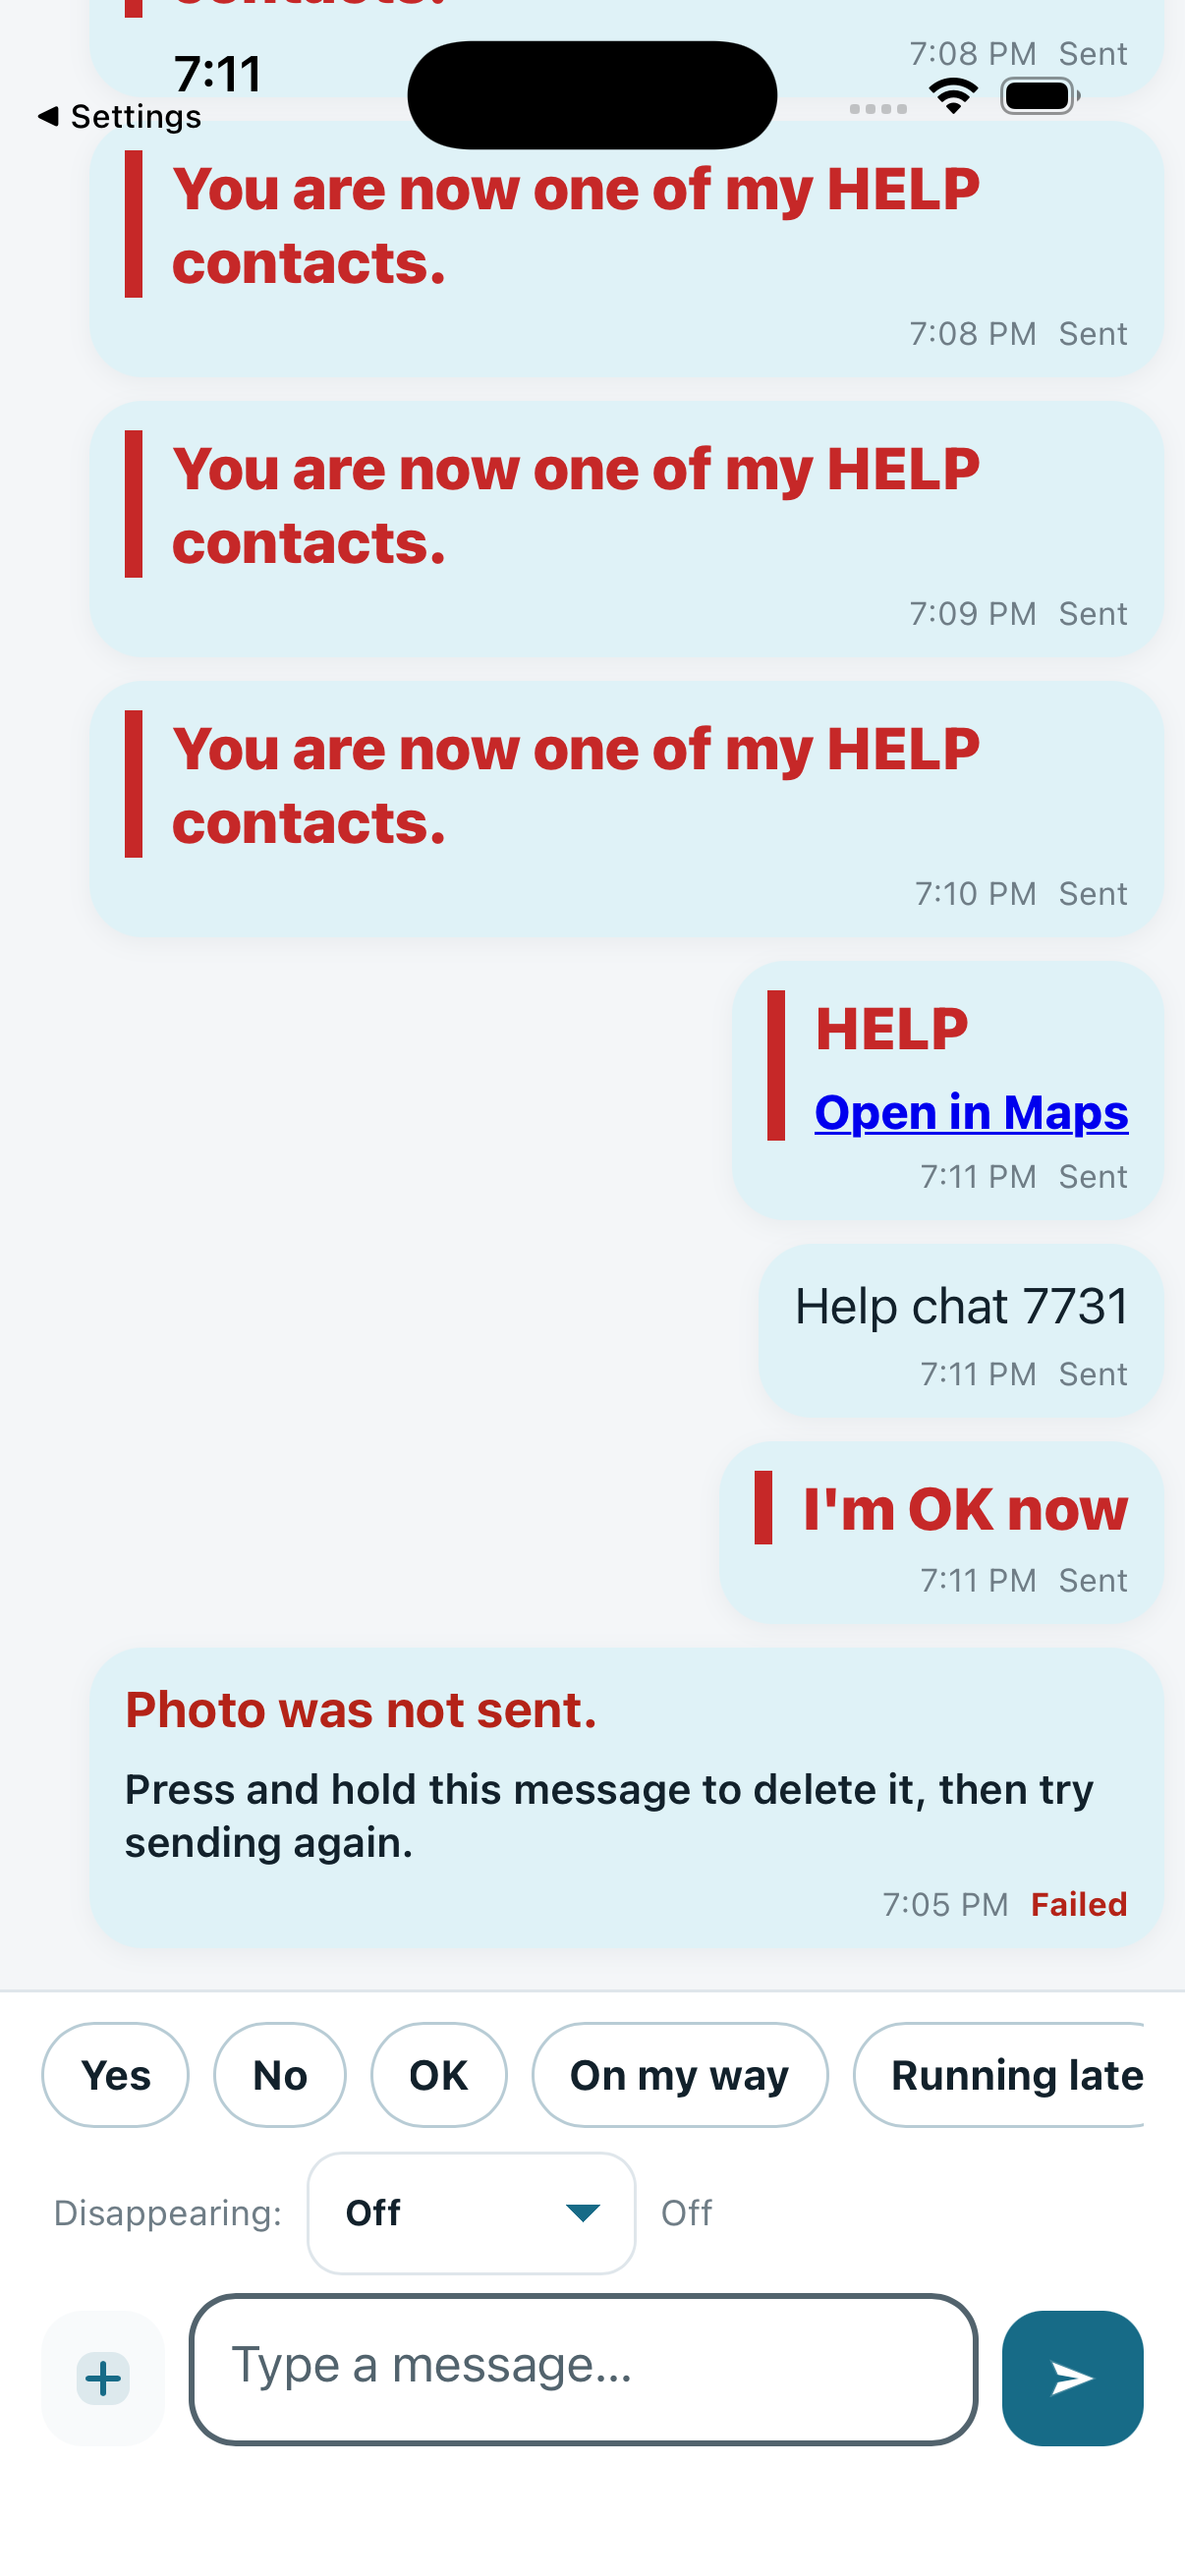 7:08 PM Sent
7:11
Settings
You are now one of my HELP
contacts.
7:08 PM Sent
You are now one of my HELP
contacts.
7:09 PM Sent
You are now one of my HELP
contacts.
7:10 PM Sent
HELP
Open in Maps
7:11 PM Sent
Help chat 7731
7:11 PM Sent
I'm OK now
7:11 PM Sent
Photo was not sent.
Press and hold this message to delete it, then try
sending again.
7:05 PM Failed
Yes No OK On my way Running late
Disappearing: Off Off
Type a message...